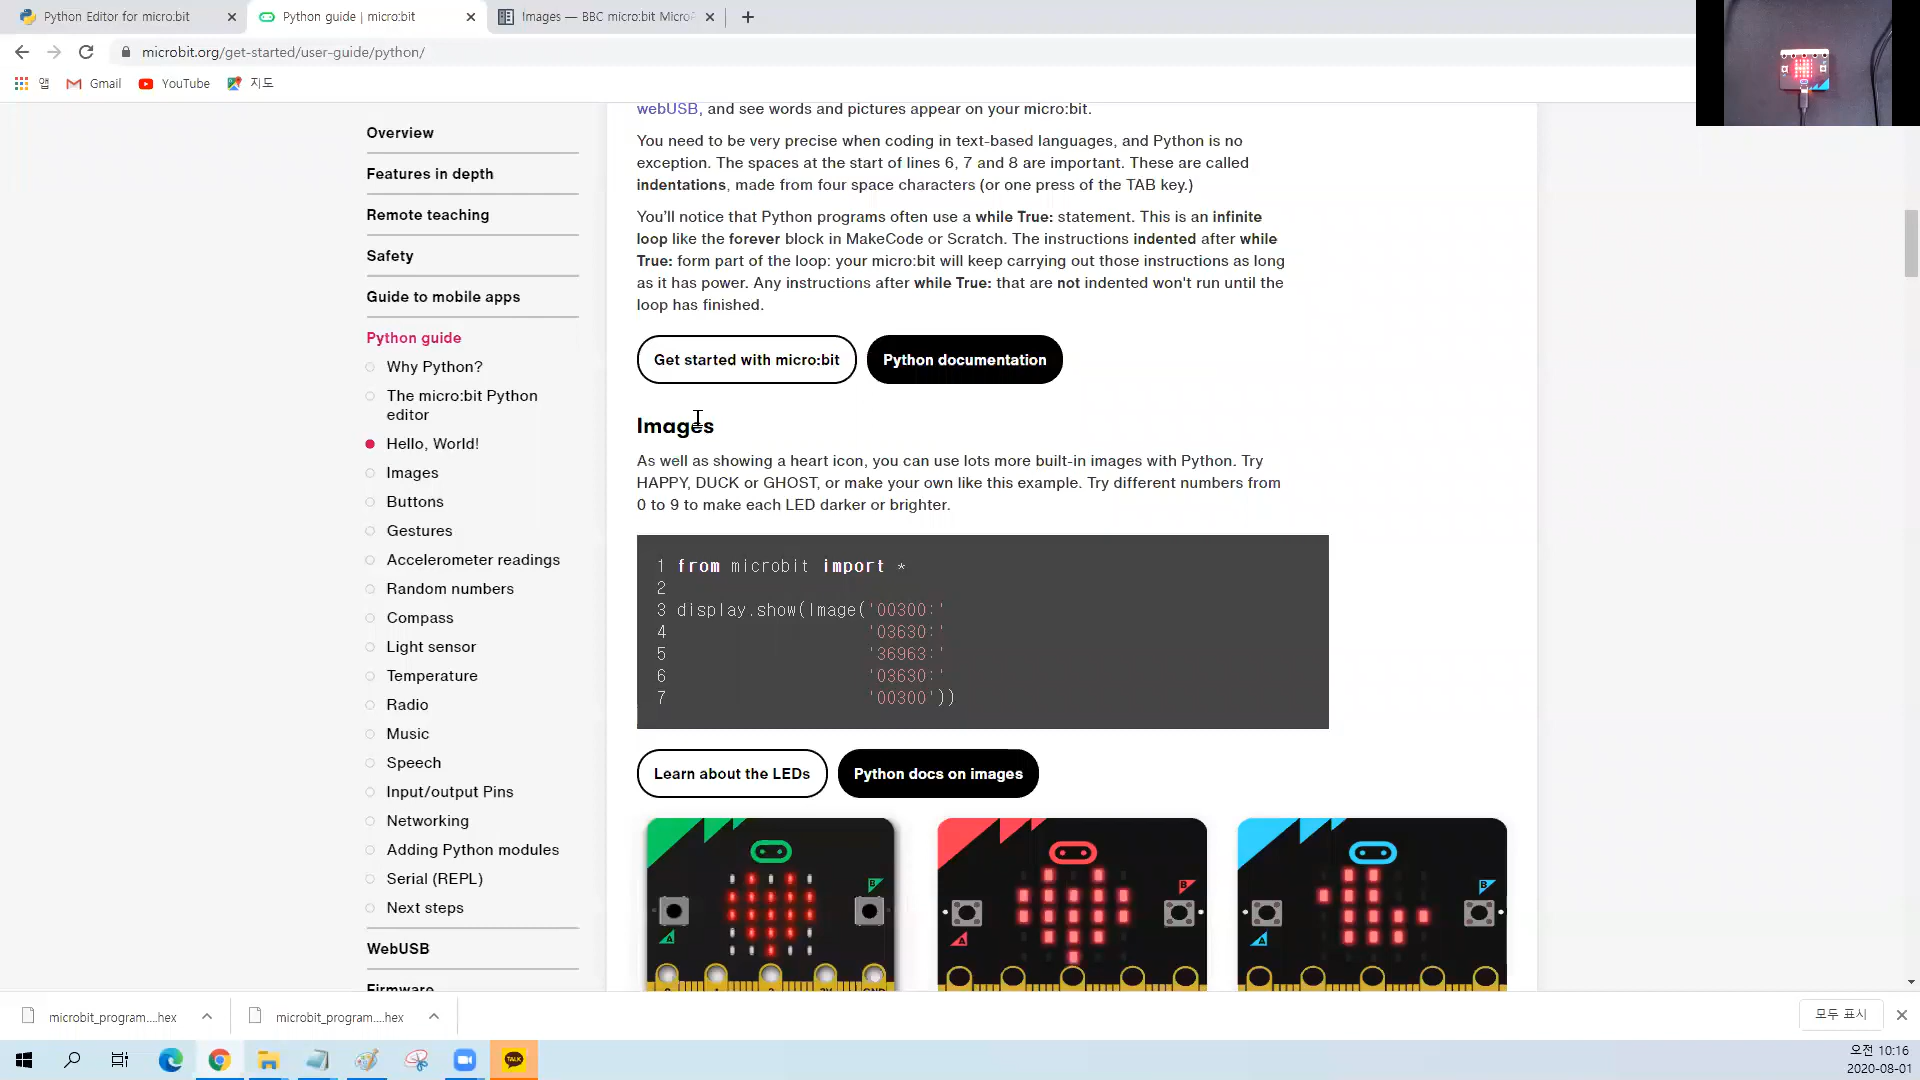 Python Editor for micro:bit
Python guide | micro:bit
Images — BBC micro:bit Micro
microbit.org/get-started/user-guide/python/
앱
Gmail
YouTube
지도
Overview
Features in depth
Remote teaching
Safety
Guide to mobile apps
Python guide
Why Python?
The micro:bit Python
editor
Hello, World!
Images
Buttons
Gestures
Accelerometer readings
Random numbers
Compass
Light sensor
Temperature
Radio
Music
Speech
Input/output Pins
Networking
Adding Python modules
Serial (REPL)
Next steps
WebUSB
Firmware
webUSB, and see words and pictures appear on your micro:bit.
You need to be very precise when coding in text-based languages, and Python is no
exception. The spaces at the start of lines 6, 7 and 8 are important. These are called
indentations, made from four space characters (or one press of the TAB key.)
You’ll notice that Python programs often use a while True: statement. This is an infinite
loop like the forever block in MakeCode or Scratch. The instructions indented after while
True: form part of the loop: your micro:bit will keep carrying out those instructions as long
as it has power. Any instructions after while True: that are not indented won't run until the
loop has finished.
Get started with micro:bit
Python documentation
Images
As well as showing a heart icon, you can use lots more built-in images with Python. Try
HAPPY, DUCK or GHOST, or make your own like this example. Try different numbers from
0 to 9 to make each LED darker or brighter.
1 from microbit import *
2
3 display.show(Image('00300:'
4 '03630:'
5 '36963:'
6 '03630:'
7 '00300'))
Learn about the LEDs
Python docs on images
B
A
B
A
B
A
microbit_program....hex
microbit_program....hex
모두 표시
TALK
오전 10:16
2020-08-01